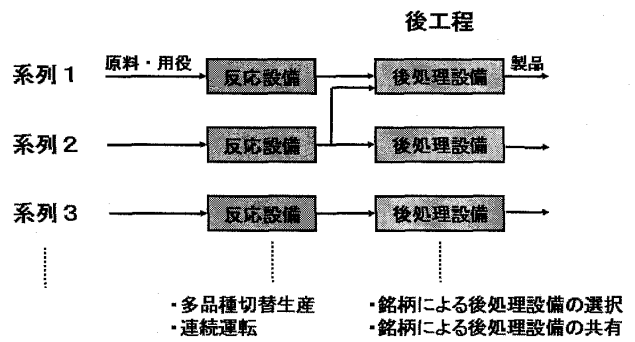 後工程
系列1 原料・用役 反応設備 後処理設備 製品
系列2 反応設備 後処理設備
系列3 反応設備 後処理設備
・多品種切替生産
・連続運転
・銘柄による後処理設備の選択
・銘柄による後処理設備の共有